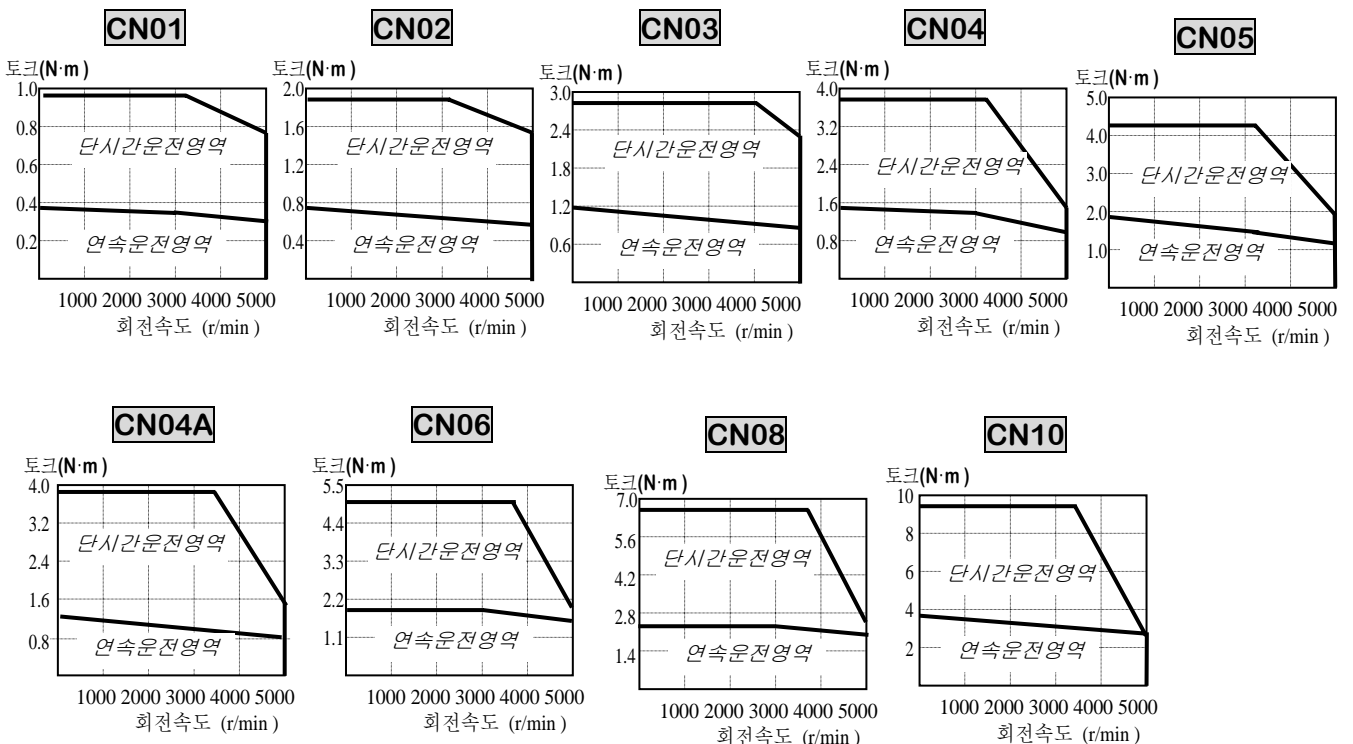 CN01
토크(N·m )
1.0
0.8
0.6
0.4
0.2
단시간운전영역
연속운전영역
1000 2000 3000 4000 5000
회전속도 (r/min )
CN02
토크(N·m )
2.0
1.6
1.2
0.8
0.4
단시간운전영역
연속운전영역
1000 2000 3000 4000 5000
회전속도 (r/min )
CN03
토크(N·m )
3.0
2.4
1.8
1.2
0.6
단시간운전영역
연속운전영역
1000 2000 3000 4000 5000
회전속도 (r/min )
CN04
토크(N·m )
4.0
3.2
2.4
1.6
0.8
단시간운전영역
연속운전영역
1000 2000 3000 4000 5000
회전속도 (r/min )
CN05
토크(N·m )
5.0
4.0
3.0
2.0
1.0
단시간운전영역
연속운전영역
1000 2000 3000 4000 5000
회전속도 (r/min )
CN04A
토크(N·m )
4.0
3.2
2.4
1.6
0.8
단시간운전영역
연속운전영역
1000 2000 3000 4000 5000
회전속도 (r/min )
CN06
토크(N·m )
5.5
4.4
3.3
2.2
1.1
단시간운전영역
연속운전영역
1000 2000 3000 4000 5000
회전속도 (r/min )
CN08
토크(N·m )
7.0
5.6
4.2
2.8
1.4
단시간운전영역
연속운전영역
1000 2000 3000 4000 5000
회전속도 (r/min )
CN10
토크(N·m )
10
8
6
4
2
단시간운전영역
연속운전영역
1000 2000 3000 4000 5000
회전속도 (r/min )